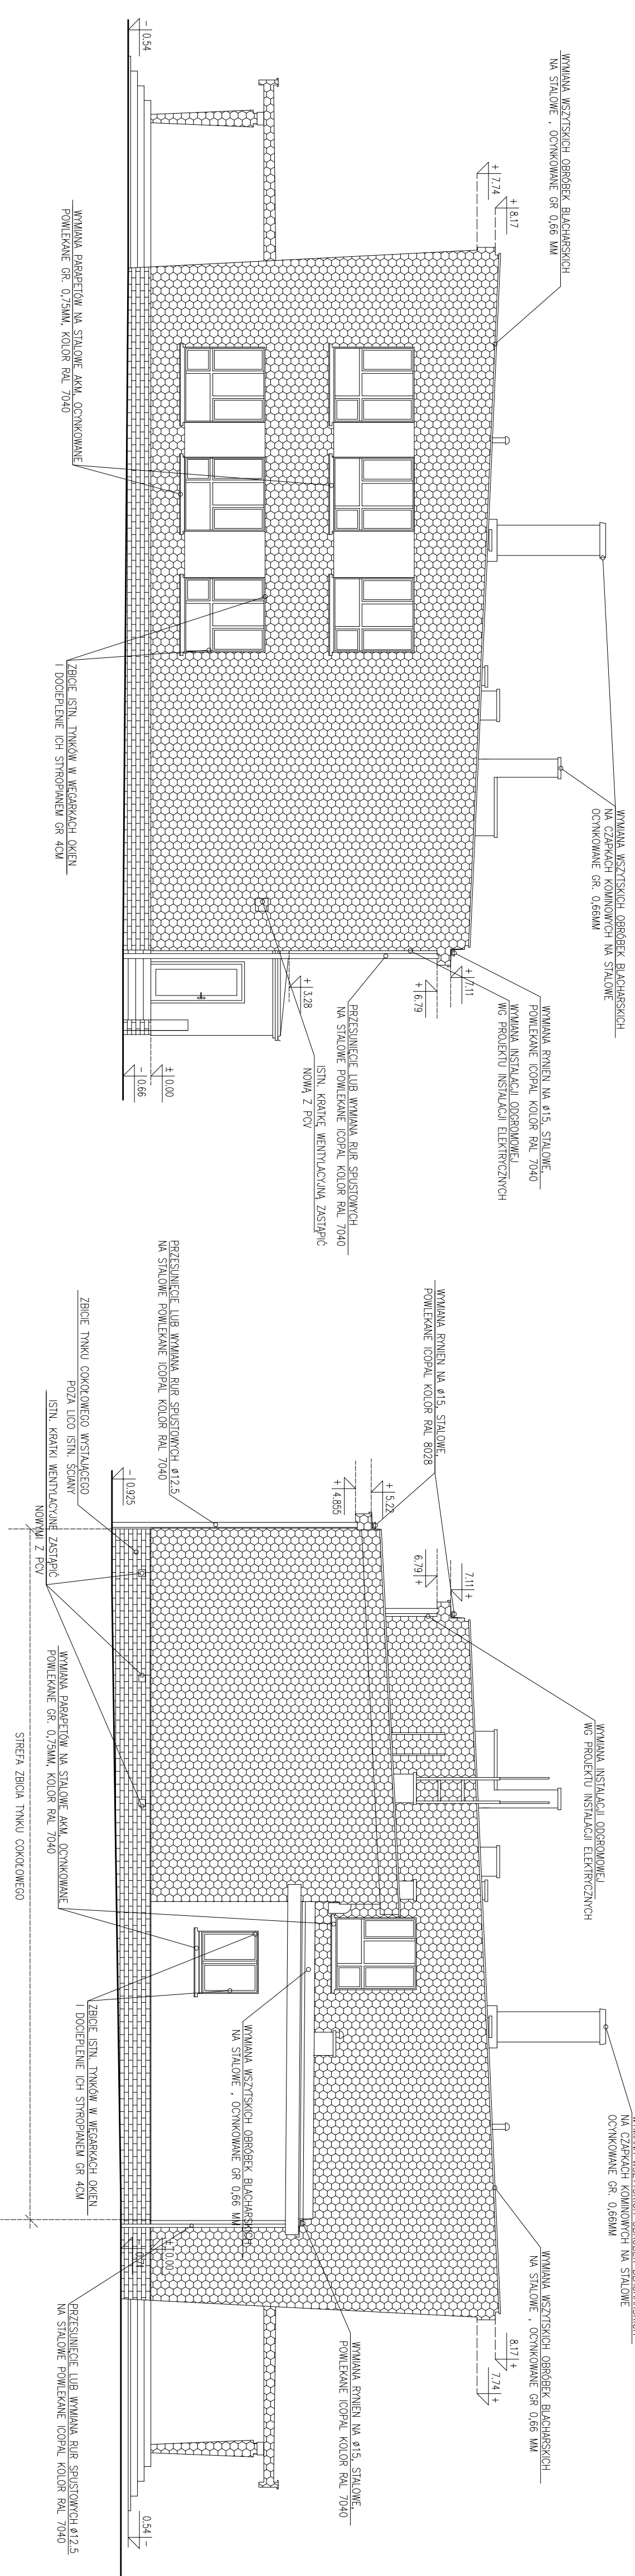 - 0.54
WYMIANA WSZYTSKICH OBRÓBEK BLACHARSKICH
NA STALOWE , OCYNKOWANE GR 0,66 MM
+ 7.74
+ 8.17
WYMIANA PARAPETÓW NA STALOWE AKM, OCYNKOWANE
POWLEKANE GR. 0,75MM, KOLOR RAL 7040
ZBICIE ISTN. TYNKÓW W WĘGARKACH OKIEN
I DOCIEPLENIE ICH STYROPIANEM GR 4CM
WYMIANA WSZYTSKICH OBRÓBEK BLACHARSKICH
NA CZAPKACH KOMINOWYCH NA STALOWE
OCYNKOWANE GR. 0,66MM
+ 7.11
+ 6.79
+ 3.28
WYMIANA RYNIEN NA ø15, STALOWE,
POWLEKANE ICOPAL KOLOR RAL 7040
WYMIANA INSTALACJI ODGROMOWEJ
WG PROJEKTU INSTALACJI ELEKTRYCZNYCH
PRZESUNIĘCIE LUB WYMIANA RUR SPUSTOWYCH
NA STALOWE POWLEKANE ICOPAL KOLOR RAL 7040
ISTN. KRATKĘ WENTYLACYJNĄ ZASTĄPIĆ
NOWĄ Z PCV
± 0.00
- 0.66
PRZESUNIĘCIE LUB WYMIANA RUR SPUSTOWYCH ø12.5
NA STALOWE POWLEKANE ICOPAL KOLOR RAL 7040
WYMIANA RYNIEN NA ø15, STALOWE,
POWLEKANE ICOPAL KOLOR RAL 8028
ZBICIE TYNKU COKOŁOWEGO WYSTAJĄCEGO
POZA LICO ISTN. ŚCIANY
ISTN. KRATKI WENTYLACYJNE ZASTĄPIĆ
NOWYMI Z PCV
- 0.925
+ 5.22
+ 4.855
7.11 +
6.79 +
WYMIANA INSTALACJI ODGROMOWEJ
WG PROJEKTU INSTALACJI ELEKTRYCZNYCH
WYMIANA PARAPETÓW NA STALOWE AKM, OCYNKOWANE
POWLEKANE GR. 0,75MM, KOLOR RAL 7040
STREFA ZBICIA TYNKU COKOŁOWEGO
ZBICIE ISTN. TYNKÓW W WĘGARKACH OKIEN
I DOCIEPLENIE ICH STYROPIANEM GR 4CM
WYMIANA WSZYTSKICH OBRÓBEK BLACHARSKICH
NA STALOWE , OCYNKOWANE GR 0,66 MM
NA CZAPKACH KOMINOWYCH NA STALOWE
OCYNKOWANE GR. 0,66MM
WYMIANA WSZYTSKICH OBRÓBEK BLACHARSKICH
NA STALOWE , OCYNKOWANE GR 0,66 MM
± 0.00
8.17 +
7.74 +
WYMIANA RYNIEN NA ø15, STALOWE,
POWLEKANE ICOPAL KOLOR RAL 7040
PRZESUNIĘCIE LUB WYMIANA RUR SPUSTOWYCH ø12.5
NA STALOWE POWLEKANE ICOPAL KOLOR RAL 7040
0.54 -